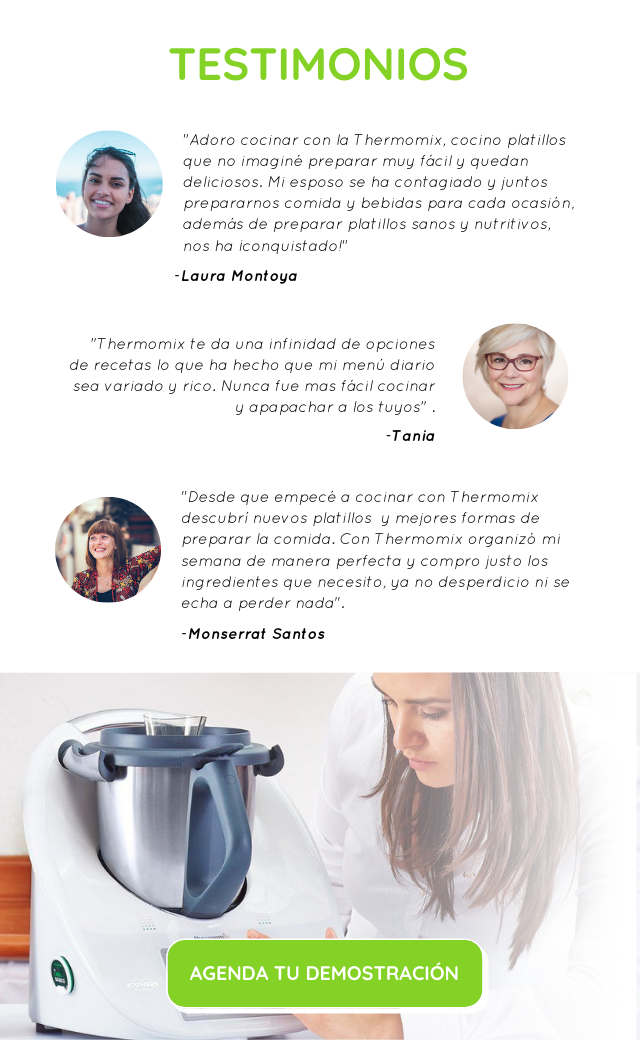 TESTIMONIOS
"Adoro cocinar con la Thermomix, cocino platillos
que no imaginé preparar muy fácil y quedan
deliciosos. Mi esposo se ha contagiado y juntos
prepararnos comida y bebidas para cada ocasión,
además de preparar platillos sanos y nutritivos,
nos ha iconquistado!"
-Laura Montoya
"Thermomix te da una infinidad de opciones
de recetas lo que ha hecho que mi menú diario
sea variado y rico. Nunca fue mas fácil cocinar
y apapachar a los tuyos" .
-Tania
"Desde que empecé a cocinar con Thermomix
descubrí nuevos platillos y mejores formas de
preparar la comida. Con Thermomix organizó mi
semana de manera perfecta y compro justo los
ingredientes que necesito, ya no desperdicio ni se
echa a perder nada".
-Monserrat Santos
AGENDA TU DEMOSTRACIÓN